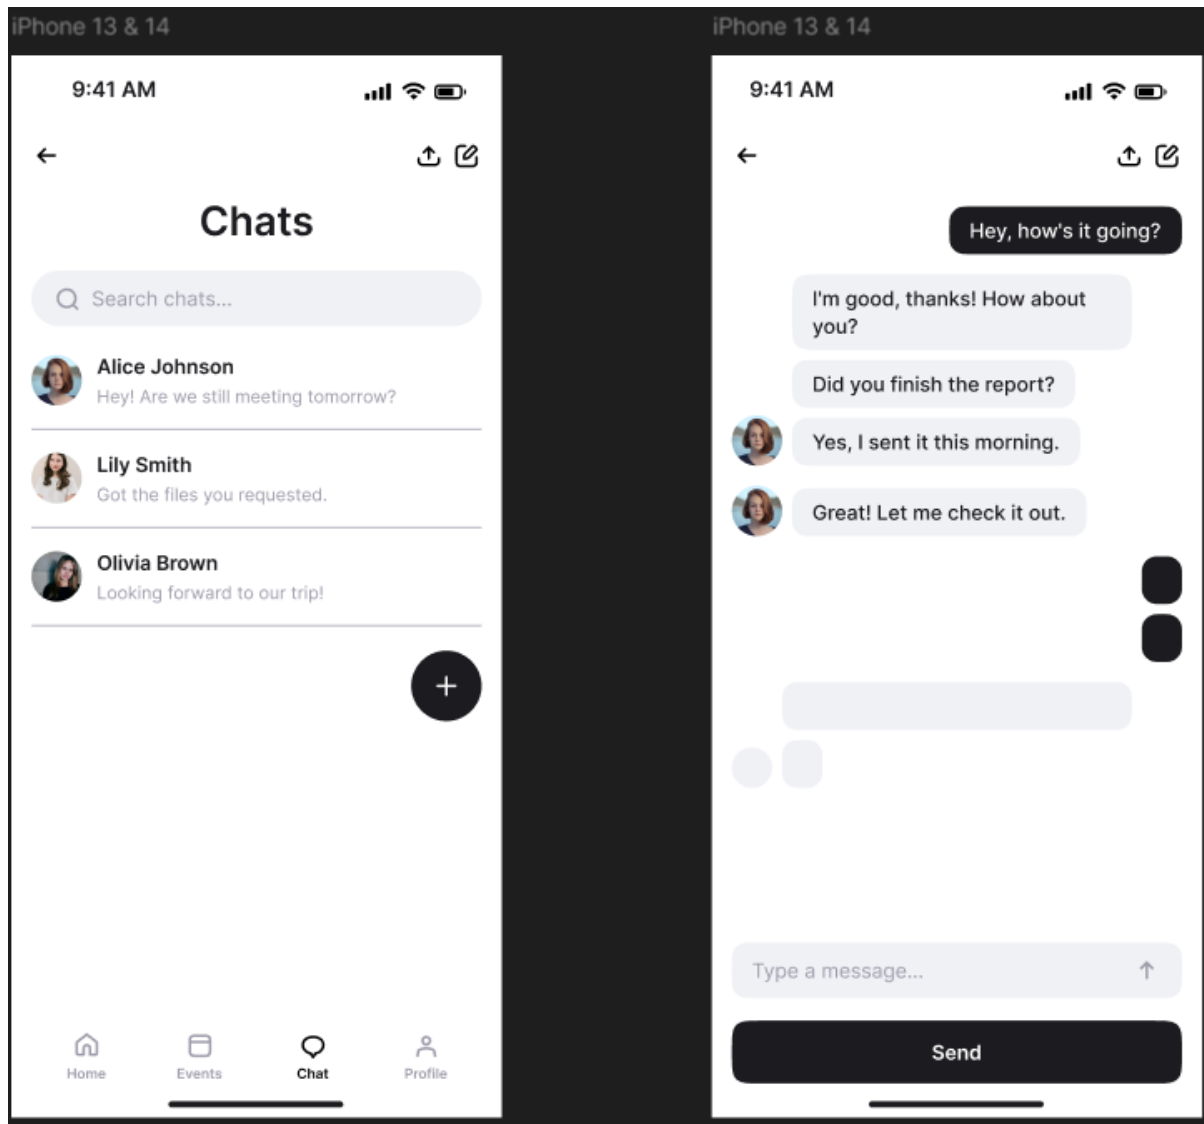 iPhone 13 & 14
9:41 AM
Chats
Search chats...
Alice Johnson
Hey! Are we still meeting tomorrow?
Lily Smith
Got the files you requested.
Olivia Brown
Looking forward to our trip!
Home
Events
Chat
Profile
iPhone 13 & 14
9:41 AM
Hey, how's it going?
I'm good, thanks! How about
you?
Did you finish the report?
Yes, I sent it this morning.
Great! Let me check it out.
Type a message...
Send